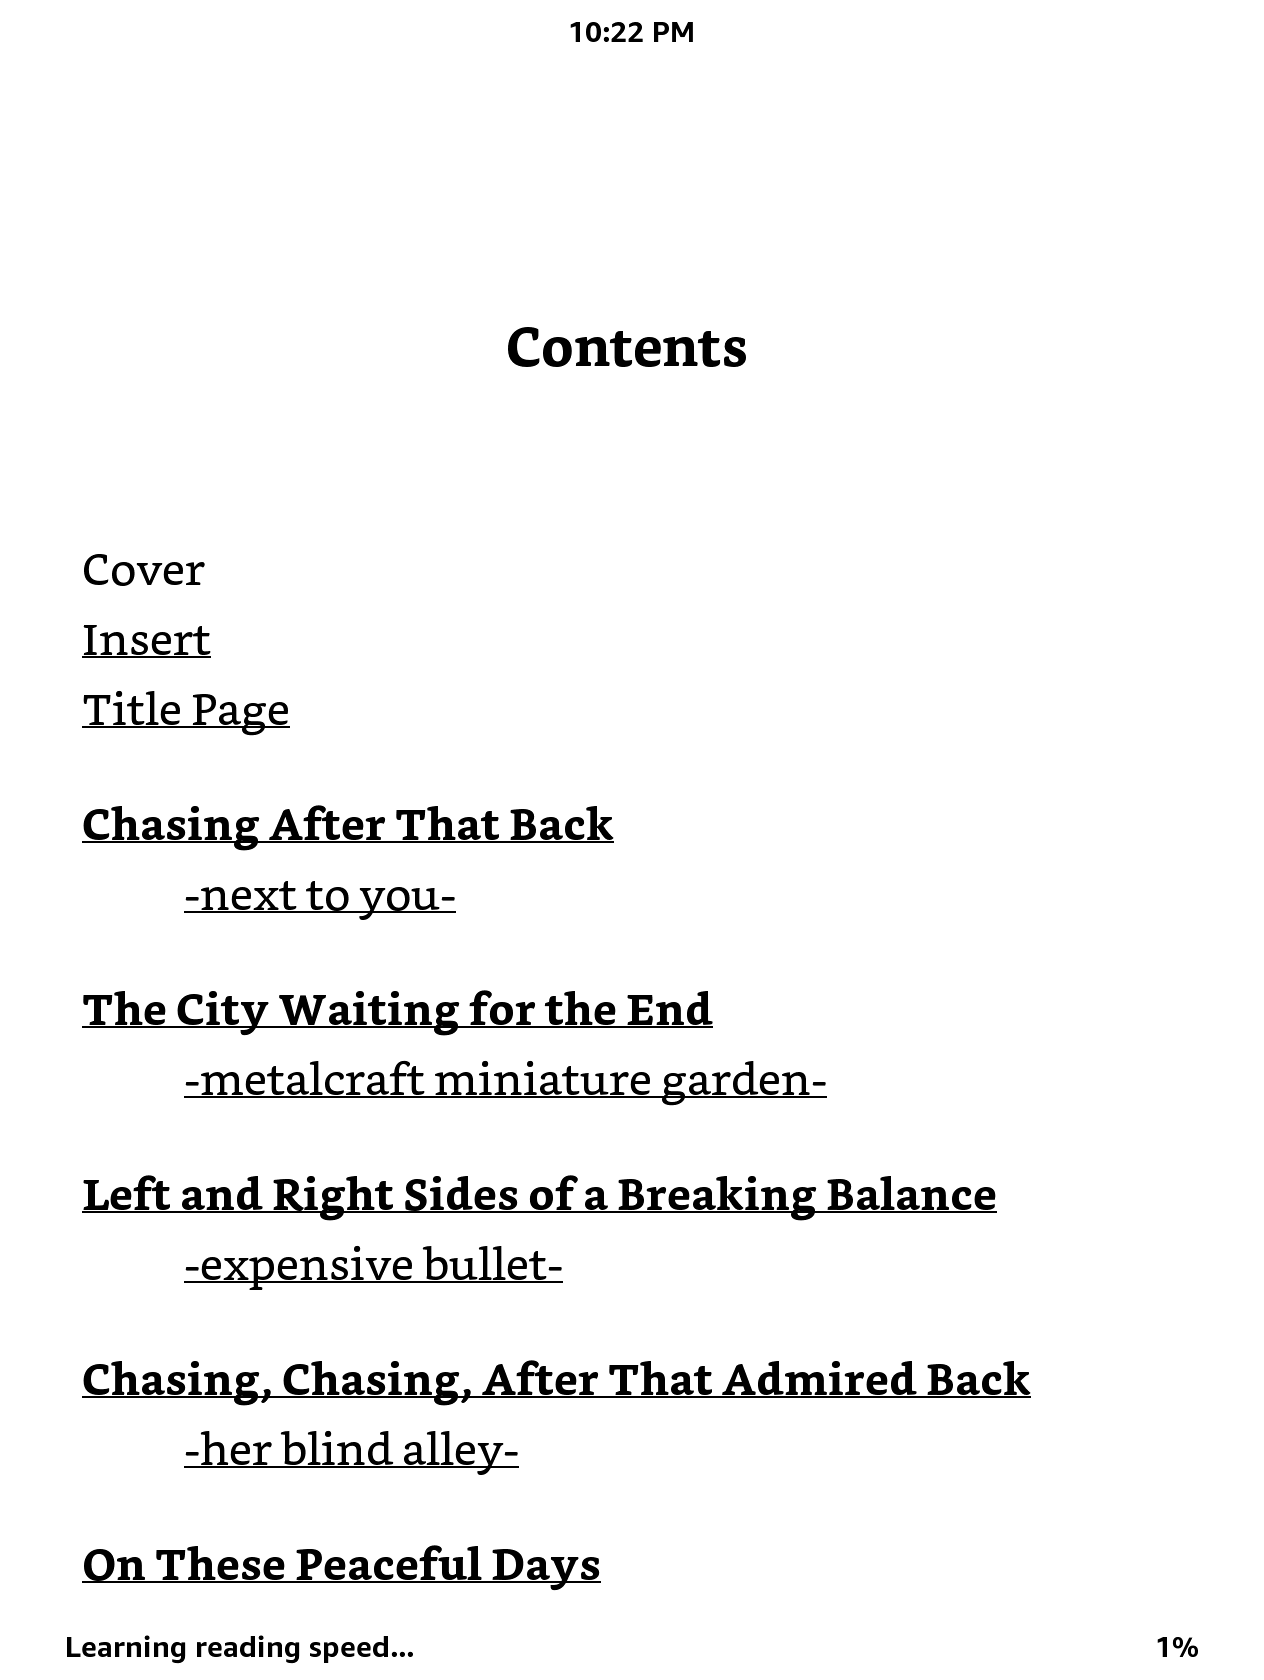 10:22 PM
Contents
Cover
Insert
Title Page
Chasing After That Back
-next to you-
The City Waiting for the End
-metalcraft miniature garden-
Left and Right Sides of a Breaking Balance
-expensive bullet-
Chasing, Chasing, After That Admired Back
-her blind alley-
On These Peaceful Days
Learning reading speed... 1%